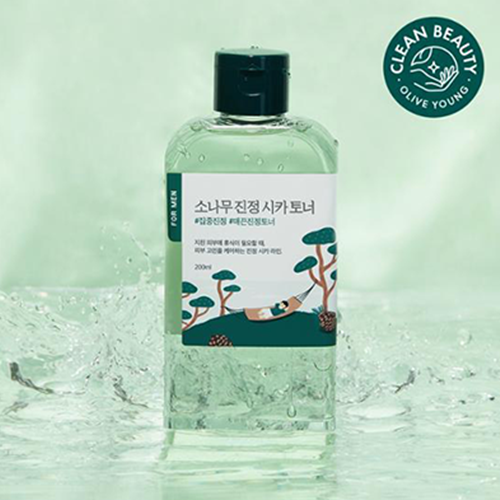 CLEAN BEAUTY
OLIVE YOUNG
FOR MEN
소나무 진정 시카 토너
#집중진정 #매끈진정토너
지친 피부에 휴식이 필요할 때,
피부 고민을 케어하는 진정 시카 라인.
200ml